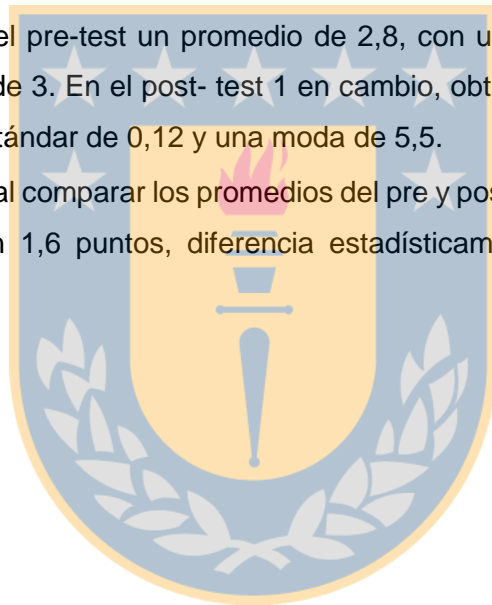 el pre-test un promedio de 2,8, con u
de 3. En el post- test 1 en cambio, obt
tándar de 0,12 y una moda de 5,5.
al comparar los promedios del pre y pos
n 1,6 puntos, diferencia estadísticam